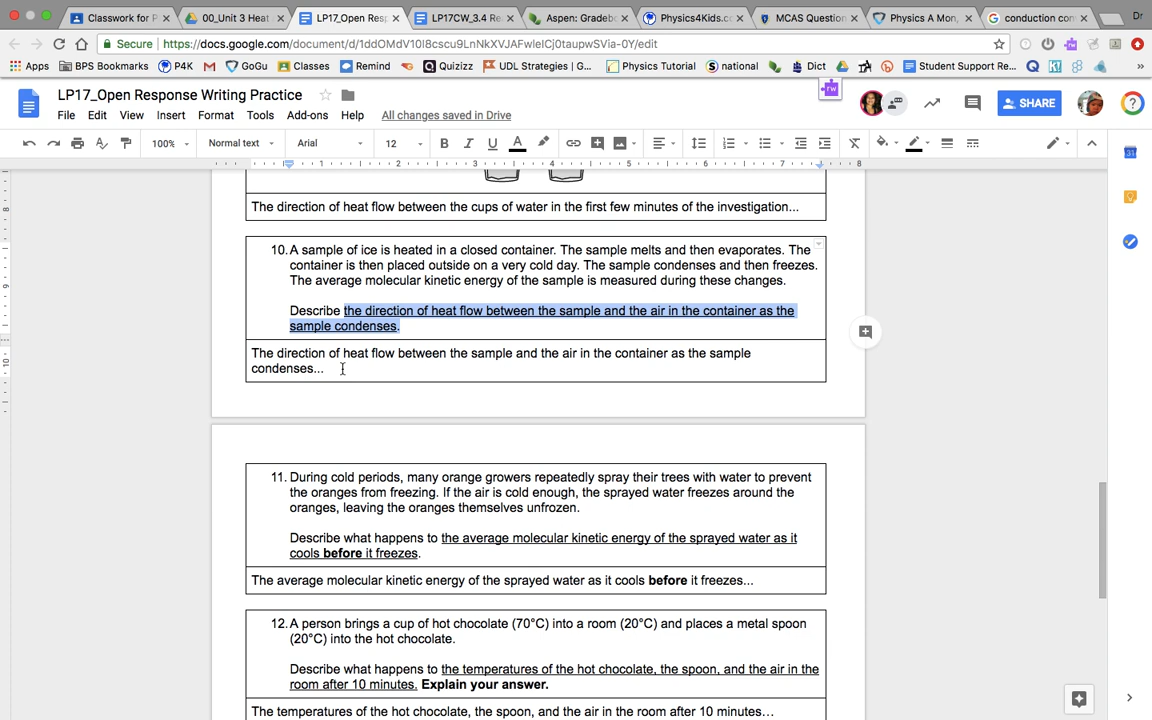 Classwork for P
00_Unit 3 Heat
LP17_Open Resp
LP17CW_3.4 Re
Aspen: Gradeb
Physics4Kids.co
MCAS Question
Physics A Mon,
conduction con
Dr
Secure
https://docs.google.com/document/d/1ddOMdV10I8cscu9LnNkXVJAFwleICj0taupwSVia-0Y/edit
Apps
BPS Bookmarks
P4K
GoGu
Classes
Remind
Quizizz
UDL Strategies | G...
Physics Tutorial
national
Dict
Student Support Re...
LP17_Open Response Writing Practice
File Edit View Insert Format Tools Add-ons Help All changes saved in Drive
SHARE
100% Normal text Arial 12
The direction of heat flow between the cups of water in the first few minutes of the investigation...
10. A sample of ice is heated in a closed container. The sample melts and then evaporates. The
container is then placed outside on a very cold day. The sample condenses and then freezes.
The average molecular kinetic energy of the sample is measured during these changes.
Describe the direction of heat flow between the sample and the air in the container as the
sample condenses.
The direction of heat flow between the sample and the air in the container as the sample
condenses...
11. During cold periods, many orange growers repeatedly spray their trees with water to prevent
the oranges from freezing. If the air is cold enough, the sprayed water freezes around the
oranges, leaving the oranges themselves unfrozen.
Describe what happens to the average molecular kinetic energy of the sprayed water as it
cools before it freezes.
The average molecular kinetic energy of the sprayed water as it cools before it freezes...
12. A person brings a cup of hot chocolate (70°C) into a room (20°C) and places a metal spoon
(20°C) into the hot chocolate.
Describe what happens to the temperatures of the hot chocolate, the spoon, and the air in the
room after 10 minutes. Explain your answer.
The temperatures of the hot chocolate, the spoon, and the air in the room after 10 minutes...